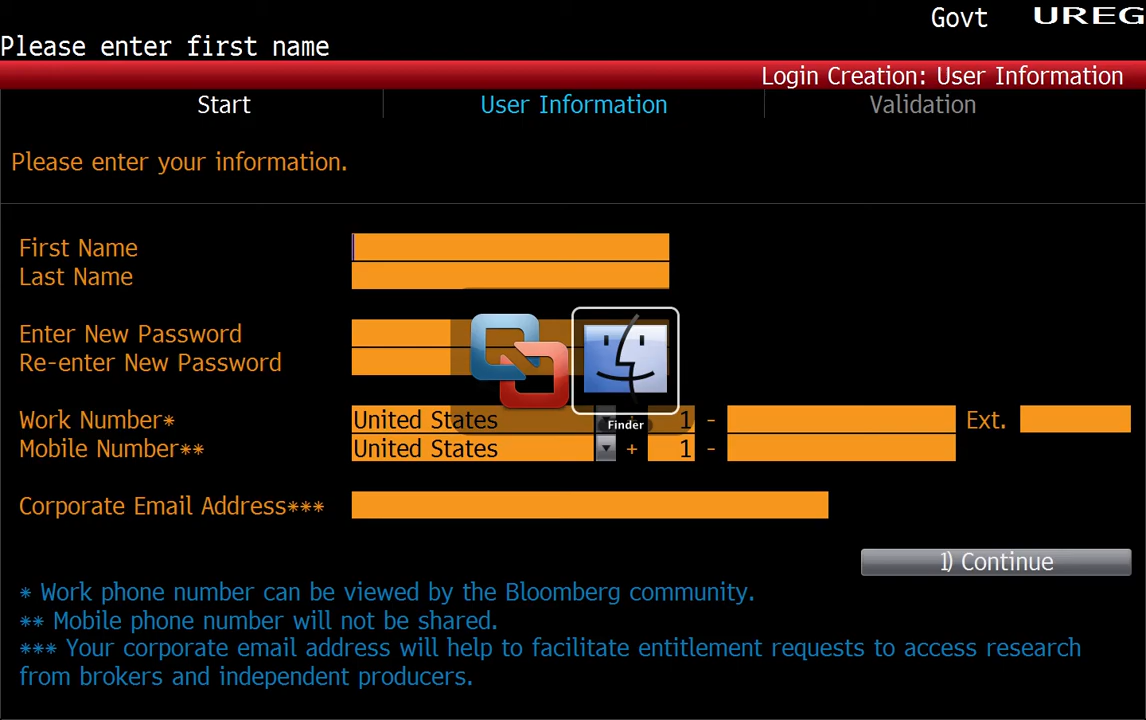 Govt UREG
Please enter first name
Login Creation: User Information
Start User Information Validation
Please enter your information.
First Name
Last Name
Enter New Password
Re-enter New Password
Work Number* United States + 1 - Ext.
Finder
Mobile Number** United States + 1 -
Corporate Email Address***
1) Continue
* Work phone number can be viewed by the Bloomberg community.
** Mobile phone number will not be shared.
*** Your corporate email address will help to facilitate entitlement requests to access research
from brokers and independent producers.